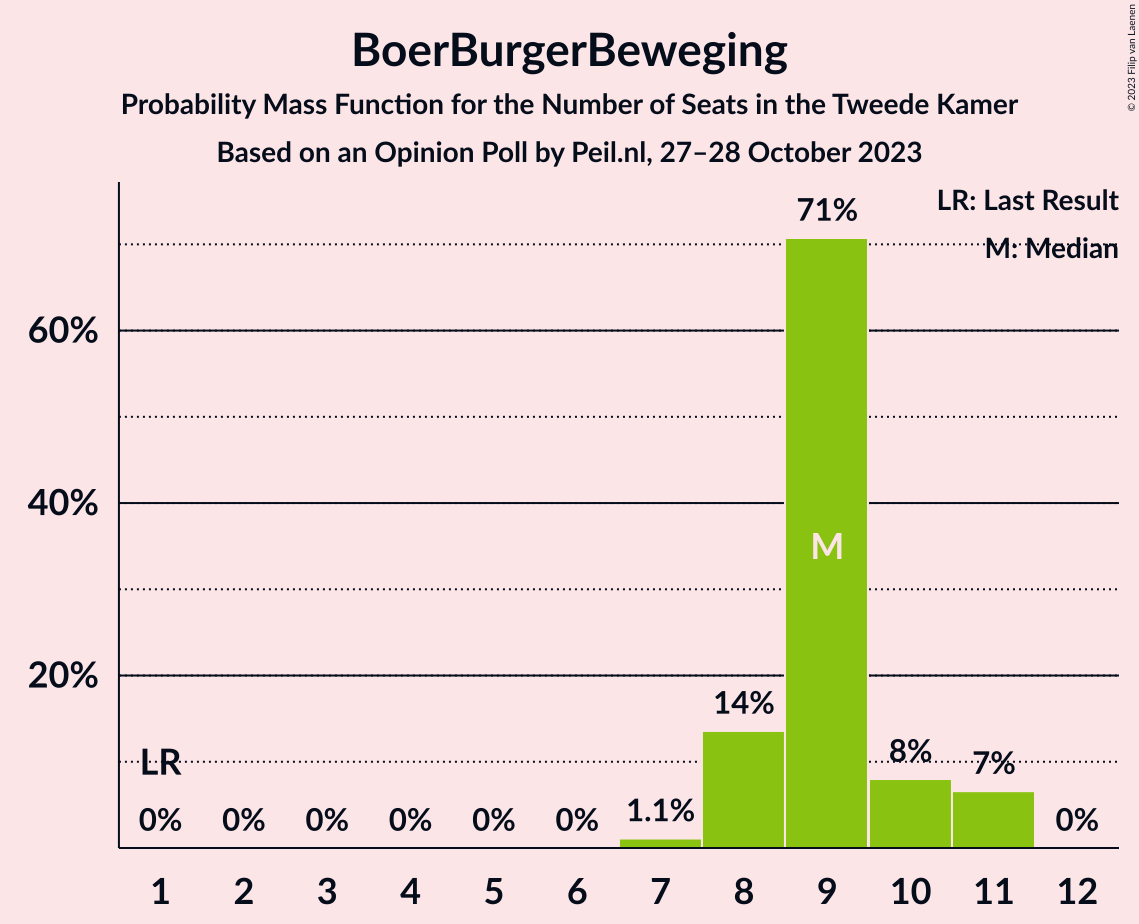 BoerBurgerBeweging
Probability Mass Function for the Number of Seats in the Tweede Kamer
Based on an Opinion Poll by Peil.nl, 27–28 October 2023
© 2023 Filip van Laenen
LR: Last Result
M: Median
60%
40%
20%
LR
0%
0%
0%
0%
0%
0%
1.1%
14%
71%
M
8%
7%
0%
1 2 3 4 5 6 7 8 9 10 11 12